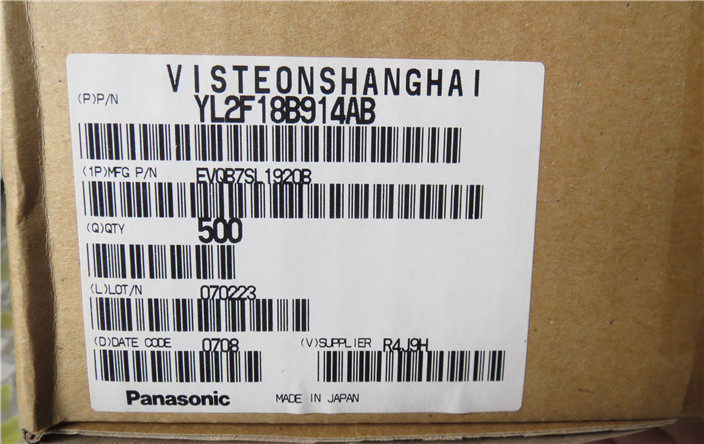 VISTEONSHANGHAI
(P)P/N YL2F18B914AB
(1P)MFG P/N EVQB7SL1920B
(Q)QTY 500
(L)LOT/N 070223
(D)DATE CODE 0708 (V)SUPPLIER R4J9H
Panasonic MADE IN JAPAN